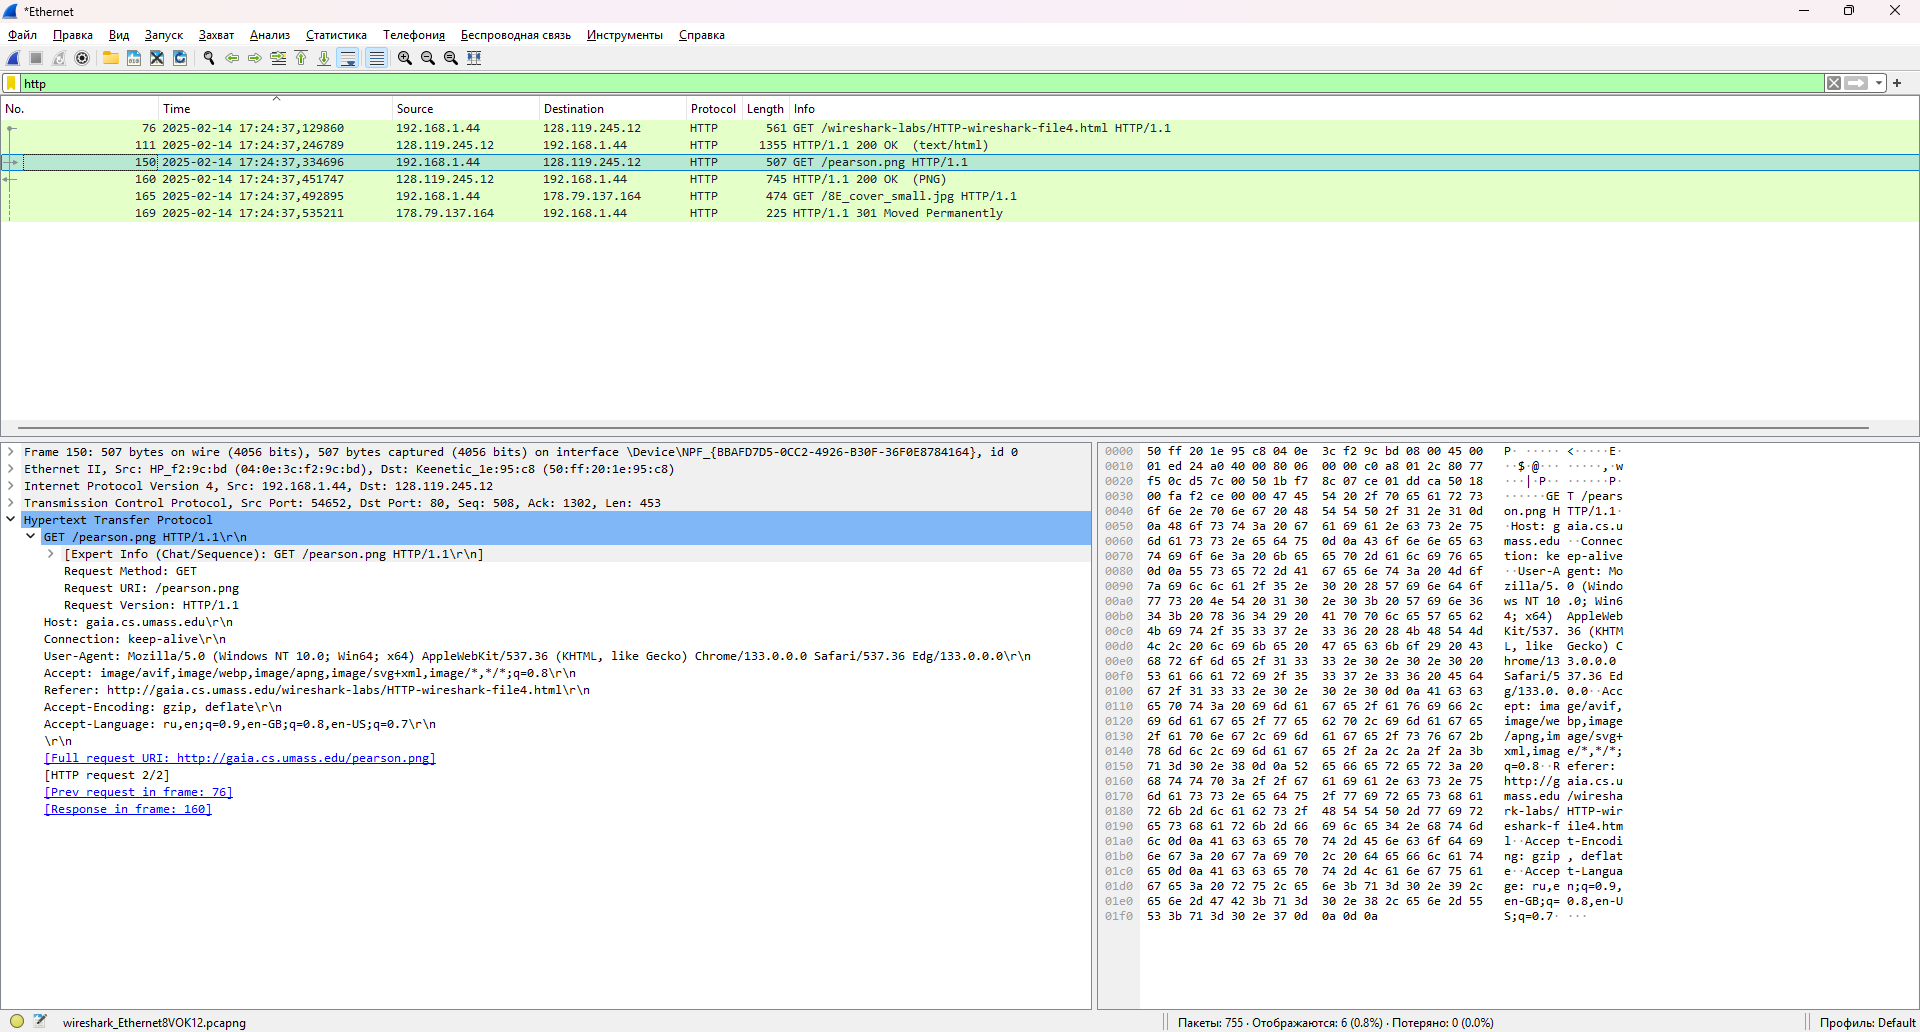 *Ethernet
Файл Правка Вид Запуск Захват Анализ Статистика Телефония Беспроводная связь Инструменты Справка
http
No. Time Source Destination Protocol Length Info
76 2025-02-14 17:24:37,129860 192.168.1.44 128.119.245.12 HTTP 561 GET /wireshark-labs/HTTP-wireshark-file4.html HTTP/1.1
111 2025-02-14 17:24:37,246789 128.119.245.12 192.168.1.44 HTTP 1355 HTTP/1.1 200 OK (text/html)
150 2025-02-14 17:24:37,334696 192.168.1.44 128.119.245.12 HTTP 507 GET /pearson.png HTTP/1.1
160 2025-02-14 17:24:37,451747 128.119.245.12 192.168.1.44 HTTP 745 HTTP/1.1 200 OK (PNG)
165 2025-02-14 17:24:37,492895 192.168.1.44 178.79.137.164 HTTP 474 GET /8E_cover_small.jpg HTTP/1.1
169 2025-02-14 17:24:37,535211 178.79.137.164 192.168.1.44 HTTP 225 HTTP/1.1 301 Moved Permanently
Frame 150: 507 bytes on wire (4056 bits), 507 bytes captured (4056 bits) on interface \Device\NPF_{BBAFD7D5-0CC2-4926-B30F-36F0E8784164}, id 0
Ethernet II, Src: HP_f2:9c:bd (04:0e:3c:f2:9c:bd), Dst: Keenetic_1e:95:c8 (50:ff:20:1e:95:c8)
Internet Protocol Version 4, Src: 192.168.1.44, Dst: 128.119.245.12
Transmission Control Protocol, Src Port: 54652, Dst Port: 80, Seq: 508, Ack: 1302, Len: 453
Hypertext Transfer Protocol
GET /pearson.png HTTP/1.1\r\n
[Expert Info (Chat/Sequence): GET /pearson.png HTTP/1.1\r\n]
Request Method: GET
Request URI: /pearson.png
Request Version: HTTP/1.1
Host: gaia.cs.umass.edu\r\n
Connection: keep-alive\r\n
User-Agent: Mozilla/5.0 (Windows NT 10.0; Win64; x64) AppleWebKit/537.36 (KHTML, like Gecko) Chrome/133.0.0.0 Safari/537.36 Edg/133.0.0.0\r\n
Accept: image/avif,image/webp,image/apng,image/svg+xml,image/*,*/*;q=0.8\r\n
Referer: http://gaia.cs.umass.edu/wireshark-labs/HTTP-wireshark-file4.html\r\n
Accept-Encoding: gzip, deflate\r\n
Accept-Language: ru,en;q=0.9,en-GB;q=0.8,en-US;q=0.7\r\n
\r\n
[Full request URI: http://gaia.cs.umass.edu/pearson.png]
[HTTP request 2/2]
[Prev request in frame: 76]
[Response in frame: 160]
0000 50 ff 20 1e 95 c8 04 0e 3c f2 9c bd 08 00 45 00 P· ····· <·····E·
0010 01 ed 24 a0 40 00 80 06 00 00 c0 a8 01 2c 80 77 ··$·@··· ·····,·w
0020 f5 0c d5 7c 00 50 1b f7 8c 07 ce 01 dd ca 50 18 ···|·P·· ······P·
0030 00 fa f2 ce 00 00 47 45 54 20 2f 70 65 61 72 73 ······GE T /pears
0040 6f 6e 2e 70 6e 67 20 48 54 54 50 2f 31 2e 31 0d on.png H TTP/1.1·
0050 0a 48 6f 73 74 3a 20 67 61 69 61 2e 63 73 2e 75 ·Host: g aia.cs.u
0060 6d 61 73 73 2e 65 64 75 0d 0a 43 6f 6e 6e 65 63 mass.edu ··Connec
0070 74 69 6f 6e 3a 20 6b 65 65 70 2d 61 6c 69 76 65 tion: ke ep-alive
0080 0d 0a 55 73 65 72 2d 41 67 65 6e 74 3a 20 4d 6f ··User-A gent: Mo
0090 7a 69 6c 6c 61 2f 35 2e 30 20 28 57 69 6e 64 6f zilla/5. 0 (Windo
00a0 77 73 20 4e 54 20 31 30 2e 30 3b 20 57 69 6e 36 ws NT 10 .0; Win6
00b0 34 3b 20 78 36 34 29 20 41 70 70 6c 65 57 65 62 4; x64)  AppleWeb
00c0 4b 69 74 2f 35 33 37 2e 33 36 20 28 4b 48 54 4d Kit/537. 36 (KHTM
00d0 4c 2c 20 6c 69 6b 65 20 47 65 63 6b 6f 29 20 43 L, like  Gecko) C
00e0 68 72 6f 6d 65 2f 31 33 33 2e 30 2e 30 2e 30 20 hrome/13 3.0.0.0
00f0 53 61 66 61 72 69 2f 35 33 37 2e 33 36 20 45 64 Safari/5 37.36 Ed
0100 67 2f 31 33 33 2e 30 2e 30 2e 30 0d 0a 41 63 63 g/133.0. 0.0··Acc
0110 65 70 74 3a 20 69 6d 61 67 65 2f 61 76 69 66 2c ept: ima ge/avif,
0120 69 6d 61 67 65 2f 77 65 62 70 2c 69 6d 61 67 65 image/we bp,image
0130 2f 61 70 6e 67 2c 69 6d 61 67 65 2f 73 76 67 2b /apng,im age/svg+
0140 78 6d 6c 2c 69 6d 61 67 65 2f 2a 2c 2a 2f 2a 3b xml,imag e/*,*/*;
0150 71 3d 30 2e 38 0d 0a 52 65 66 65 72 65 72 3a 20 q=0.8··R eferer:
0160 68 74 74 70 3a 2f 2f 67 61 69 61 2e 63 73 2e 75 http://g aia.cs.u
0170 6d 61 73 73 2e 65 64 75 2f 77 69 72 65 73 68 61 mass.edu /wiresha
0180 72 6b 2d 6c 61 62 73 2f 48 54 54 50 2d 77 69 72 rk-labs/ HTTP-wir
0190 65 73 68 61 72 6b 2d 66 69 6c 65 34 2e 68 74 6d eshark-f ile4.htm
01a0 6c 0d 0a 41 63 63 65 70 74 2d 45 6e 63 6f 64 69 l··Accep t-Encodi
01b0 6e 67 3a 20 67 7a 69 70 2c 20 64 65 66 6c 61 74 ng: gzip , deflat
01c0 65 0d 0a 41 63 63 65 70 74 2d 4c 61 6e 67 75 61 e··Accep t-Langua
01d0 67 65 3a 20 72 75 2c 65 6e 3b 71 3d 30 2e 39 2c ge: ru,e n;q=0.9,
01e0 65 6e 2d 47 42 3b 71 3d 30 2e 38 2c 65 6e 2d 55 en-GB;q= 0.8,en-U
01f0 53 3b 71 3d 30 2e 37 0d 0a 0d 0a S;q=0.7· ···
wireshark_Ethernet8VOK12.pcapng Пакеты: 755 · Отображаются: 6 (0.8%) · Потеряно: 0 (0.0%) Профиль: Default